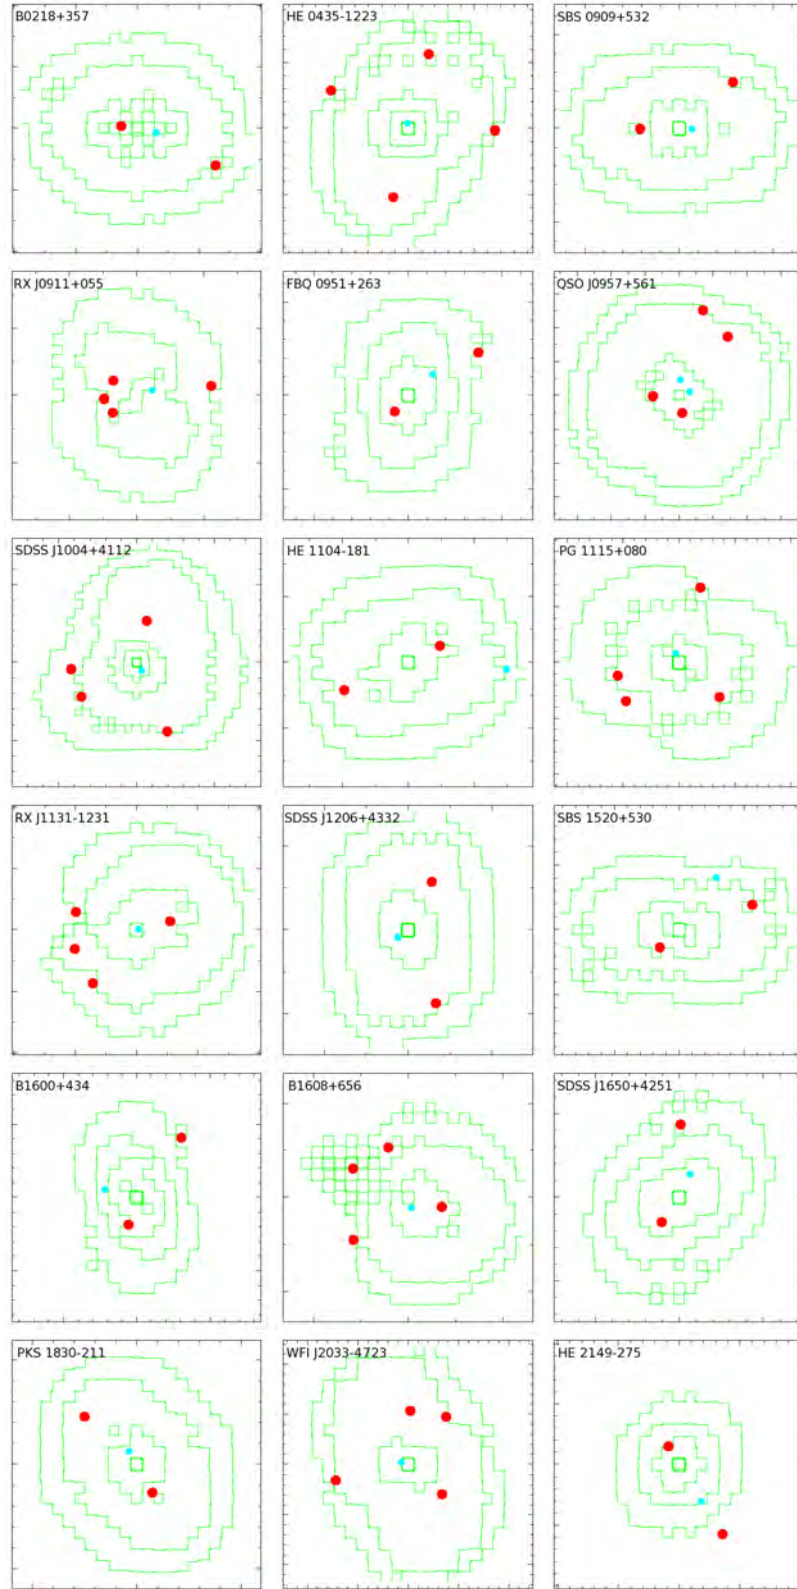 B0218+357
HE 0435-1223
SBS 0909+532
RX J0911+055
FBQ 0951+263
QSO J0957+561
SDSS J1004+4112
HE 1104-181
PG 1115+080
RX J1131-1231
SDSS J1206+4332
SBS 1520+530
B1600+434
B1608+656
SDSS J1650+4251
PKS 1830-211
WFI J2033-4723
HE 2149-275